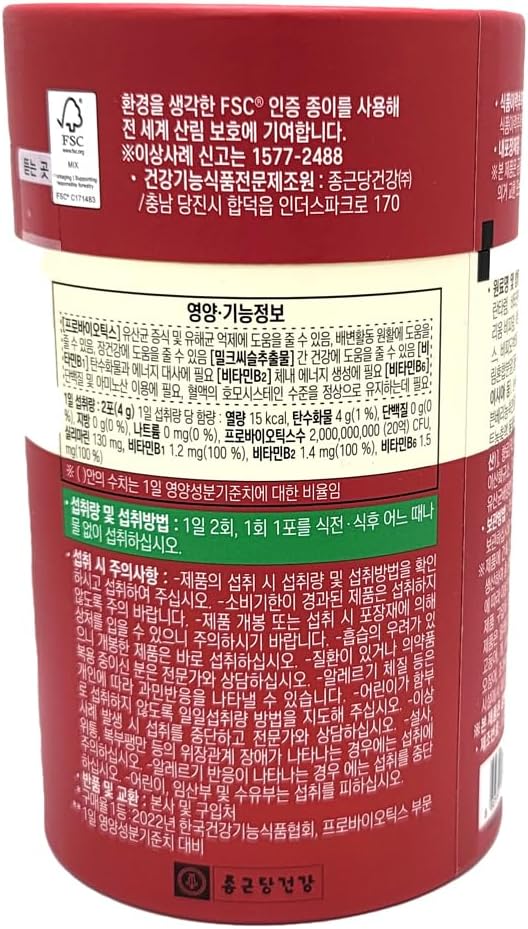 환경을 생각한 FSC® 인증 종이를 사용해
전 세계 산림 보호에 기여합니다.
※이상사례 신고는 1577-2488
• 건강기능식품전문제조원 : 종근당건강㈜
/충남 당진시 합덕읍 인더스파크로 170
FSC
www.fsc.org
MIX
FSC® C171483
뜯는 곳
영양·기능정보
[프로바이오틱스] 유산균 증식 및 유해균 억제에 도움을 줄 수 있음, 배변활동 원활에 도움을
줄 수 있음, 장건강에 도움을 줄 수 있음 [밀크씨슬추출물] 간 건강에 도움을 줄 수 있음 [비
타민B1] 탄수화물과 에너지 대사에 필요 [비타민B2] 체내 에너지 생성에 필요 [비타민B6]
단백질 및 아미노산 이용에 필요, 혈액의 호모시스테인 수준을 정상으로 유지하는데 필요
1일 섭취량 : 2포(4 g) 1일 섭취량 당 함량 : 열량 15 kcal, 탄수화물 4 g(1 %), 단백질 0 g(0
%), 지방 0 g(0 %), 나트륨 0 mg(0 %), 프로바이오틱스수 2,000,000,000 (20억) CFU,
실리마린 130 mg, 비타민B1 1.2 mg(100 %), 비타민B2 1.4 mg(100 %), 비타민B6 1.5
mg(100 %)
※ ( )안의 수치는 1일 영양성분기준치에 대한 비율임
• 섭취량 및 섭취방법 : 1일 2회, 1회 1포를 식전·식후 어느 때나
물 없이 섭취하십시오.
• 섭취 시 주의사항 : -제품의 섭취 시 섭취량 및 섭취방법을 확인
하시고 섭취하여 주십시오. -소비기한이 경과된 제품은 섭취하지
않도록 주의 바랍니다. -제품 개봉 또는 섭취 시 포장재에 의해
상처를 입을 수 있으니 주의하시기 바랍니다. -흡습의 우려가 있
으니 개봉한 제품은 바로 섭취하십시오. -질환이 있거나 의약품
복용 중이신 분은 전문가와 상담하십시오. -알레르기 체질 등은
개인에 따라 과민반응을 나타낼 수 있습니다. -어린이가 함부
로 섭취하지 않도록 일일섭취량 방법을 지도해 주십시오. -이상
사례 발생 시 섭취를 중단하고 전문가와 상담하십시오. -설사,
위통, 복부팽만 등의 위장관계 장애가 나타나는 경우에는 섭취에
주의하십시오. -알레르기 반응이 나타나는 경우 에는 섭취를 중단
하십시오. -어린이, 임산부 및 수유부는 섭취를 피하십시오.
• 반품 및 교환 : 본사 및 구입처
* 구매율 1등: 2022년 한국건강기능식품협회, 프로바이오틱스 부문
** 1일 영양성분기준치 대비
종근당건강